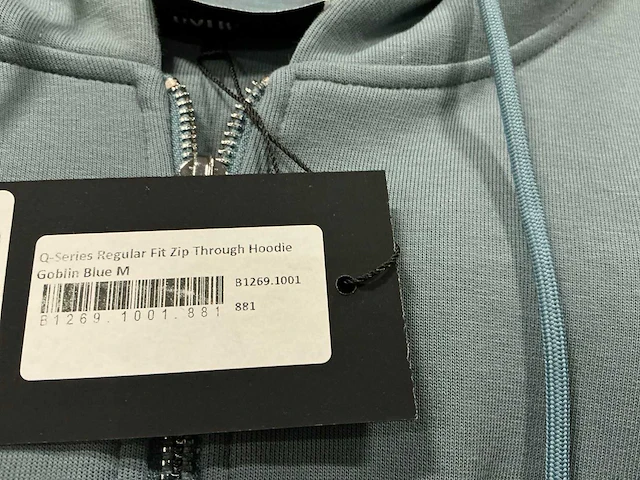 Q-Series Regular Fit Zip Through Hoodie
Goblin Blue M
B1269.1001
881
B1269.1001.881